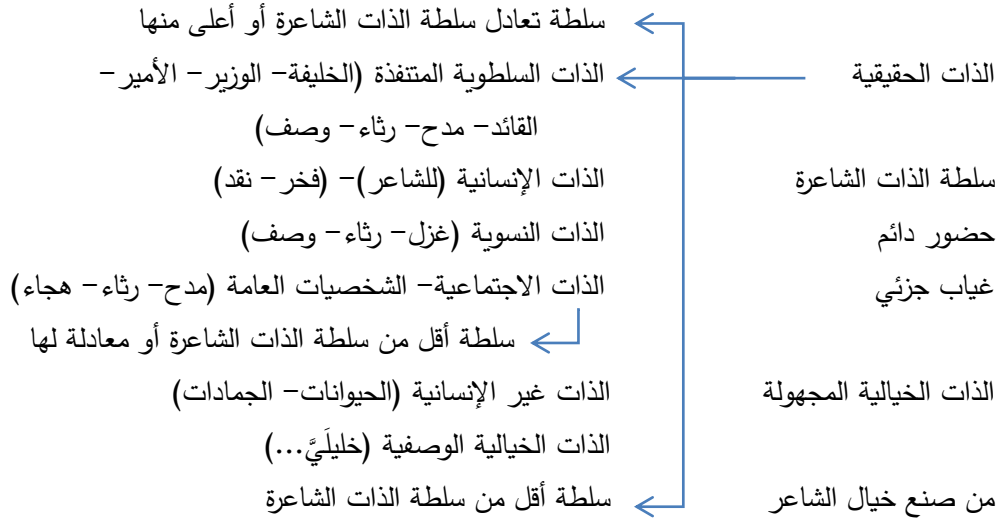 سلطة تعادل سلطة الذات الشاعرة أو أعلى منها
الذات الحقيقية الذات السلطوية المتنفذة (الخليفة- الوزير- الأمير-
القائد- مدح- رثاء- وصف)
سلطة الذات الشاعرة الذات الإنسانية (للشاعر)- (فخر- نقد)
حضور دائم الذات النسوية (غزل- رثاء- وصف)
غياب جزئي الذات الاجتماعية- الشخصيات العامة (مدح- رثاء- هجاء)
سلطة أقل من سلطة الذات الشاعرة أو معادلة لها
الذات الخيالية المجهولة الذات غير الإنسانية (الحيوانات- الجمادات)
الذات الخيالية الوصفية (خليلَيَّ...)
من صنع خيال الشاعر سلطة أقل من سلطة الذات الشاعرة